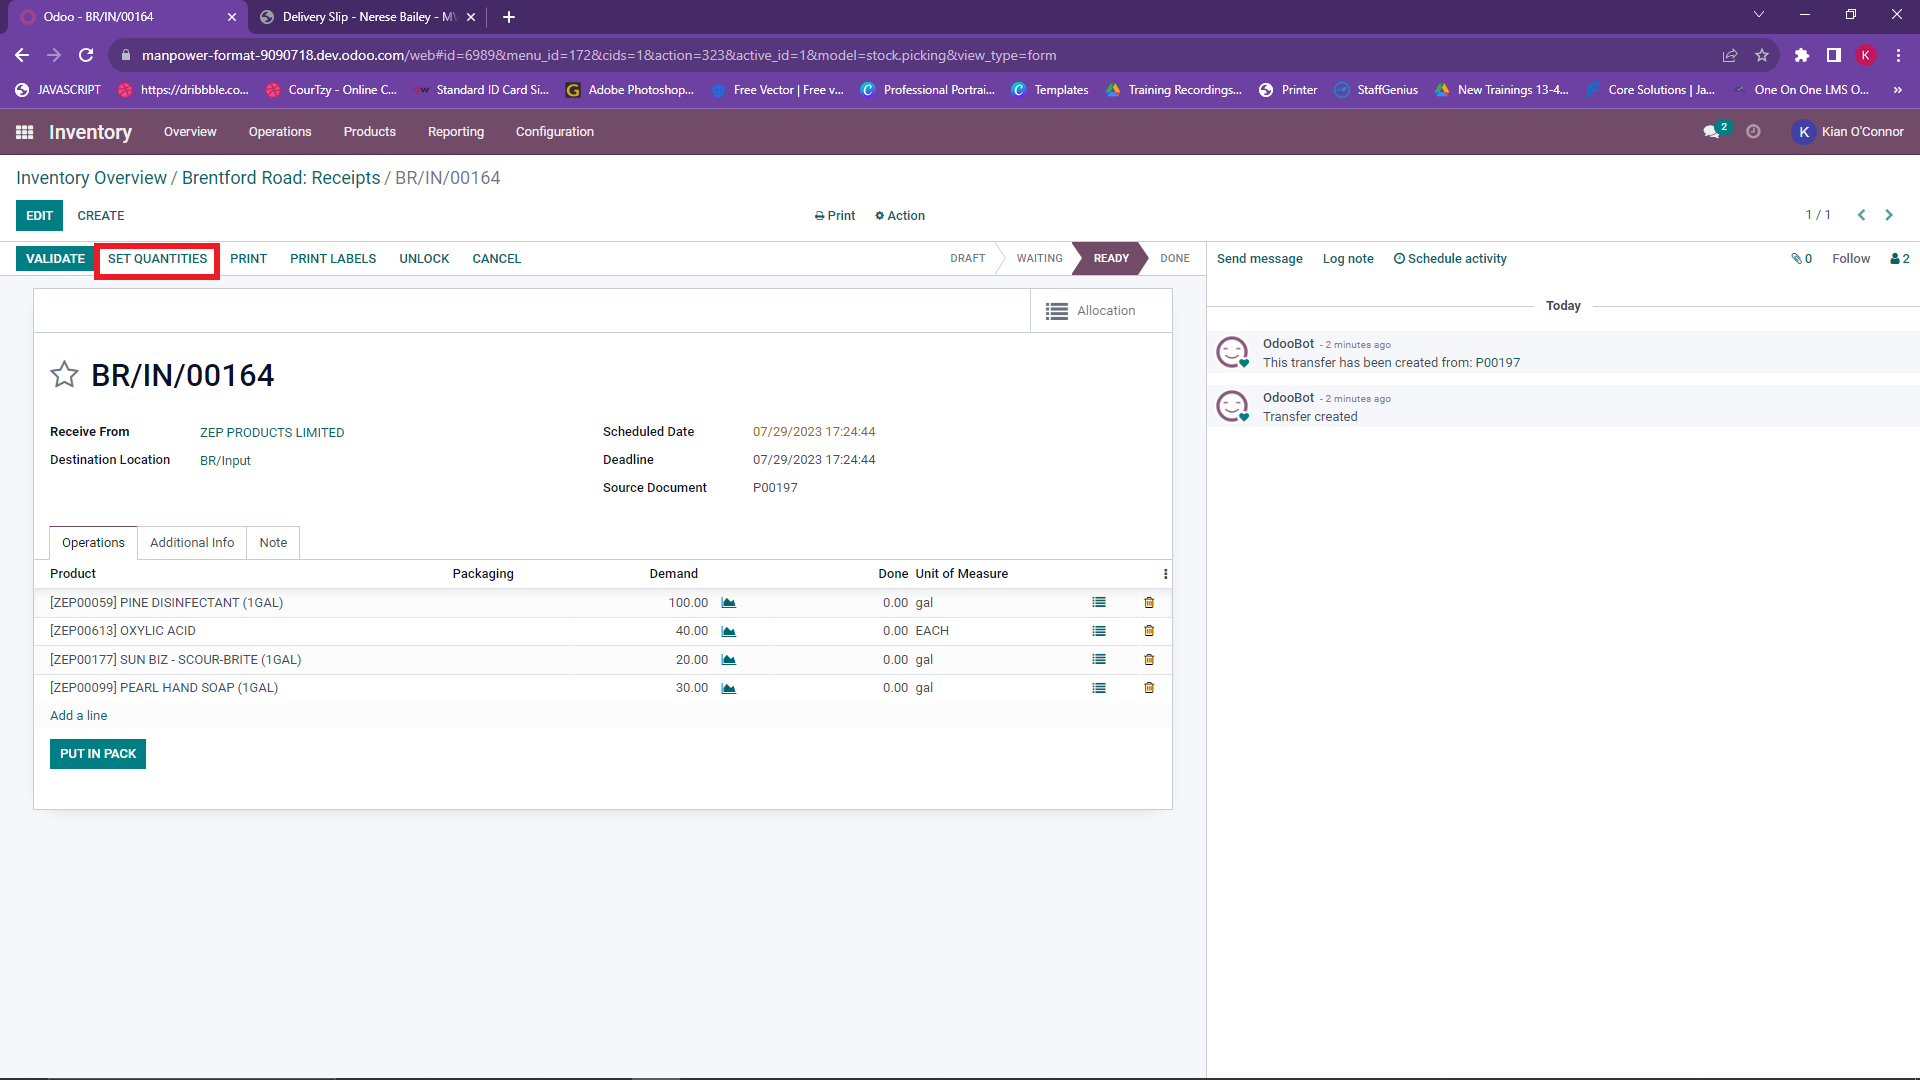 Odoo - BR/IN/00164
Delivery Slip - Nerese Bailey - M
manpower-format-9090718.dev.odoo.com/web#id=6989&menu_id=172&cids=1&action=323&active_id=1&model=stock.picking&view_type=form
K
JAVASCRIPT
https://dribbble.co...
CourTzy - Online C...
Standard ID Card Si...
Adobe Photoshop...
Free Vector | Free v...
Professional Portrai...
Templates
Training Recordings...
Printer
StaffGenius
New Trainings 13-4...
Core Solutions | Ja...
One On One LMS O...
»
Inventory
Overview
Operations
Products
Reporting
Configuration
2
K
Kian O'Connor
Inventory Overview / Brentford Road: Receipts / BR/IN/00164
EDIT
CREATE
Print
Action
1 / 1
VALIDATE
SET QUANTITIES
PRINT
PRINT LABELS
UNLOCK
CANCEL
DRAFT
WAITING
READY
DONE
Send message
Log note
Schedule activity
0
Follow
2
Allocation
Today
BR/IN/00164
OdooBot - 2 minutes ago
This transfer has been created from: P00197
OdooBot - 2 minutes ago
Transfer created
Receive From ZEP PRODUCTS LIMITED
Destination Location BR/Input
Scheduled Date 07/29/2023 17:24:44
Deadline 07/29/2023 17:24:44
Source Document P00197
Operations
Additional Info
Note
Product Packaging Demand Done Unit of Measure
[ZEP00059] PINE DISINFECTANT (1GAL) 100.00 0.00 gal
[ZEP00613] OXYLIC ACID 40.00 0.00 EACH
[ZEP00177] SUN BIZ - SCOUR-BRITE (1GAL) 20.00 0.00 gal
[ZEP00099] PEARL HAND SOAP (1GAL) 30.00 0.00 gal
Add a line
PUT IN PACK